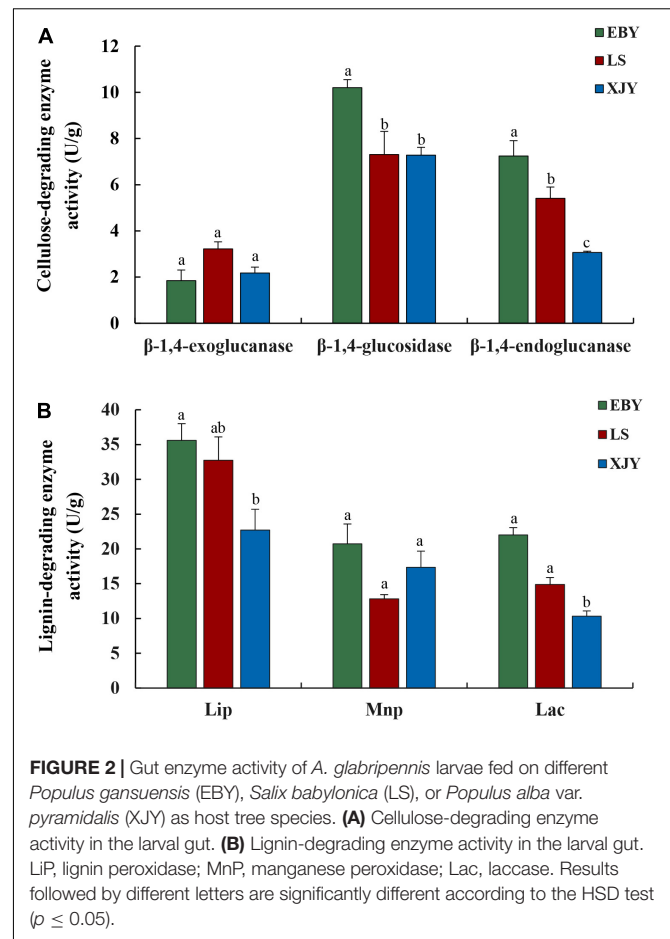 A
Cellulose-degrading enzyme
activity (U/g)
12
10
8
6
4
2
0
EBY
LS
XJY
a
a
a
a
b
b
a
b
c
β-1,4-exoglucanase
β-1,4-glucosidase
β-1,4-endoglucanase
B
Lignin-degrading enzyme
activity (U/g)
40
35
30
25
20
15
10
5
0
EBY
LS
XJY
a
ab
b
a
a
a
a
a
b
Lip
Mnp
Lac
FIGURE 2 | Gut enzyme activity of A. glabripennis larvae fed on different
Populus gansuensis (EBY), Salix babylonica (LS), or Populus alba var.
pyramidalis (XJY) as host tree species. (A) Cellulose-degrading enzyme
activity in the larval gut. (B) Lignin-degrading enzyme activity in the larval gut.
LiP, lignin peroxidase; MnP, manganese peroxidase; Lac, laccase. Results
followed by different letters are significantly different according to the HSD test
(p ≤ 0.05).